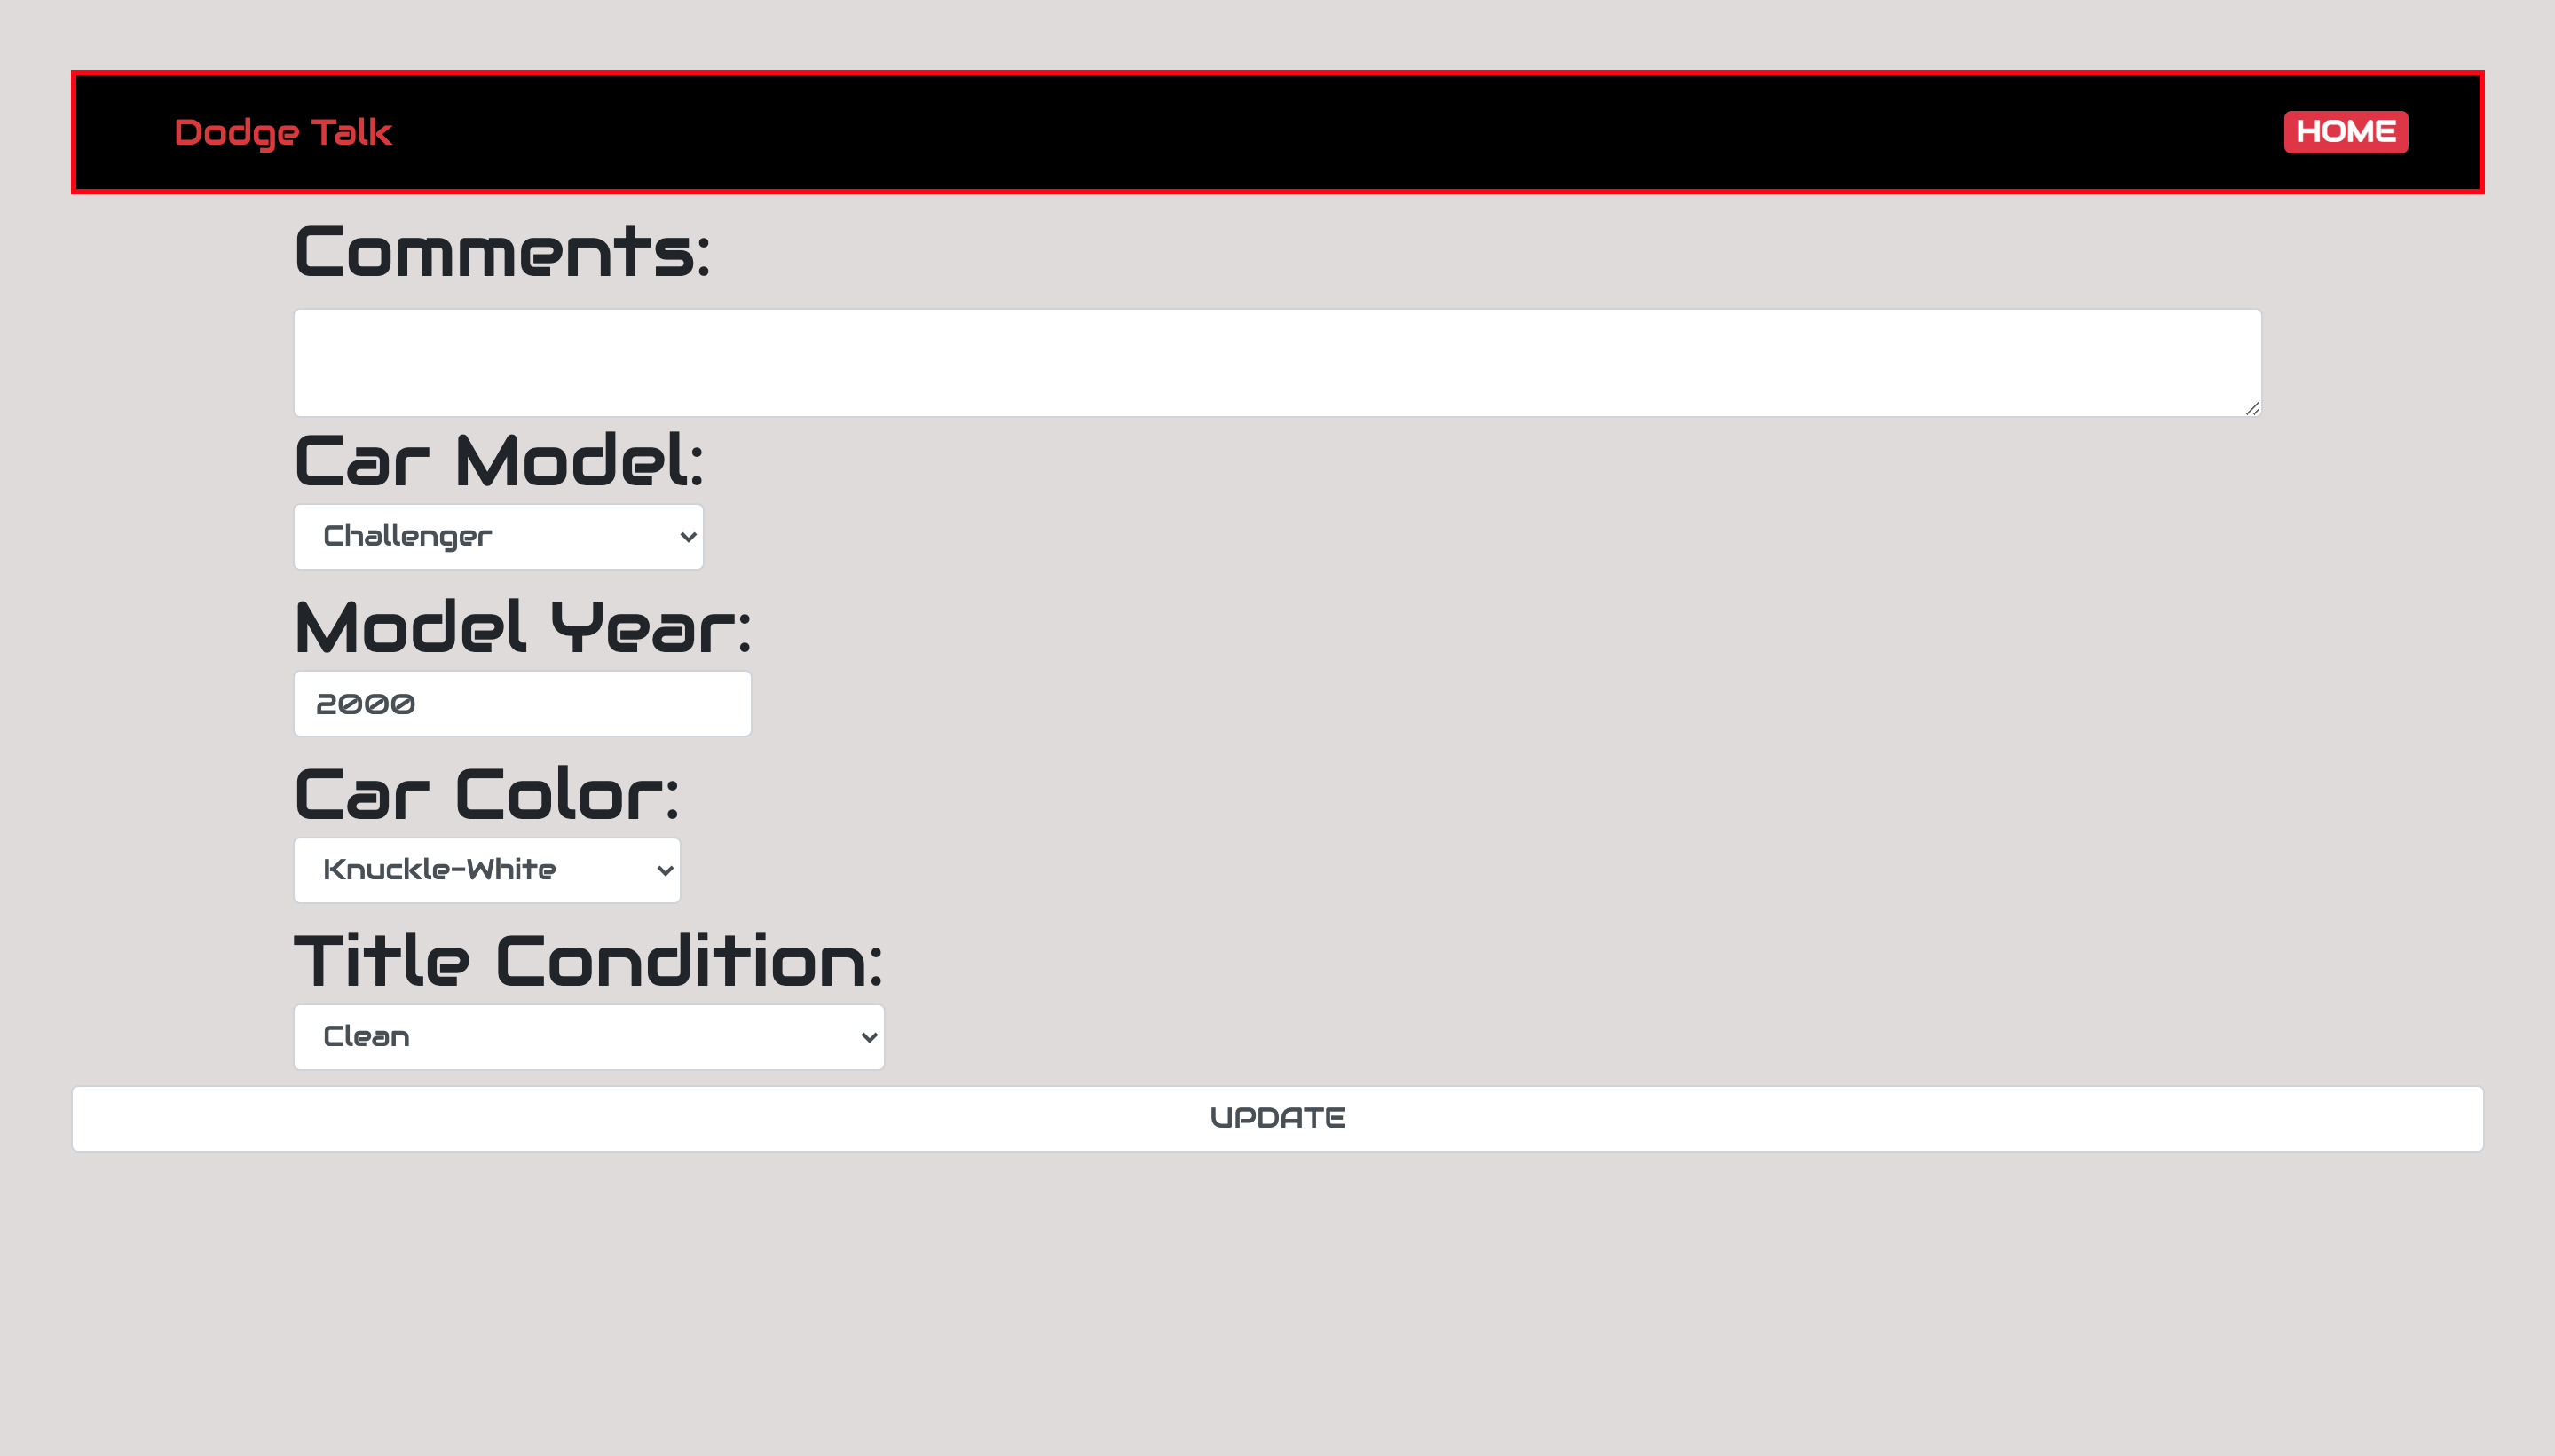 Dodge Talk
HOME
Comments:
Car Model:
Challenger
Model Year:
2000
Car Color:
Knuckle-White
Title Condition:
Clean
UPDATE